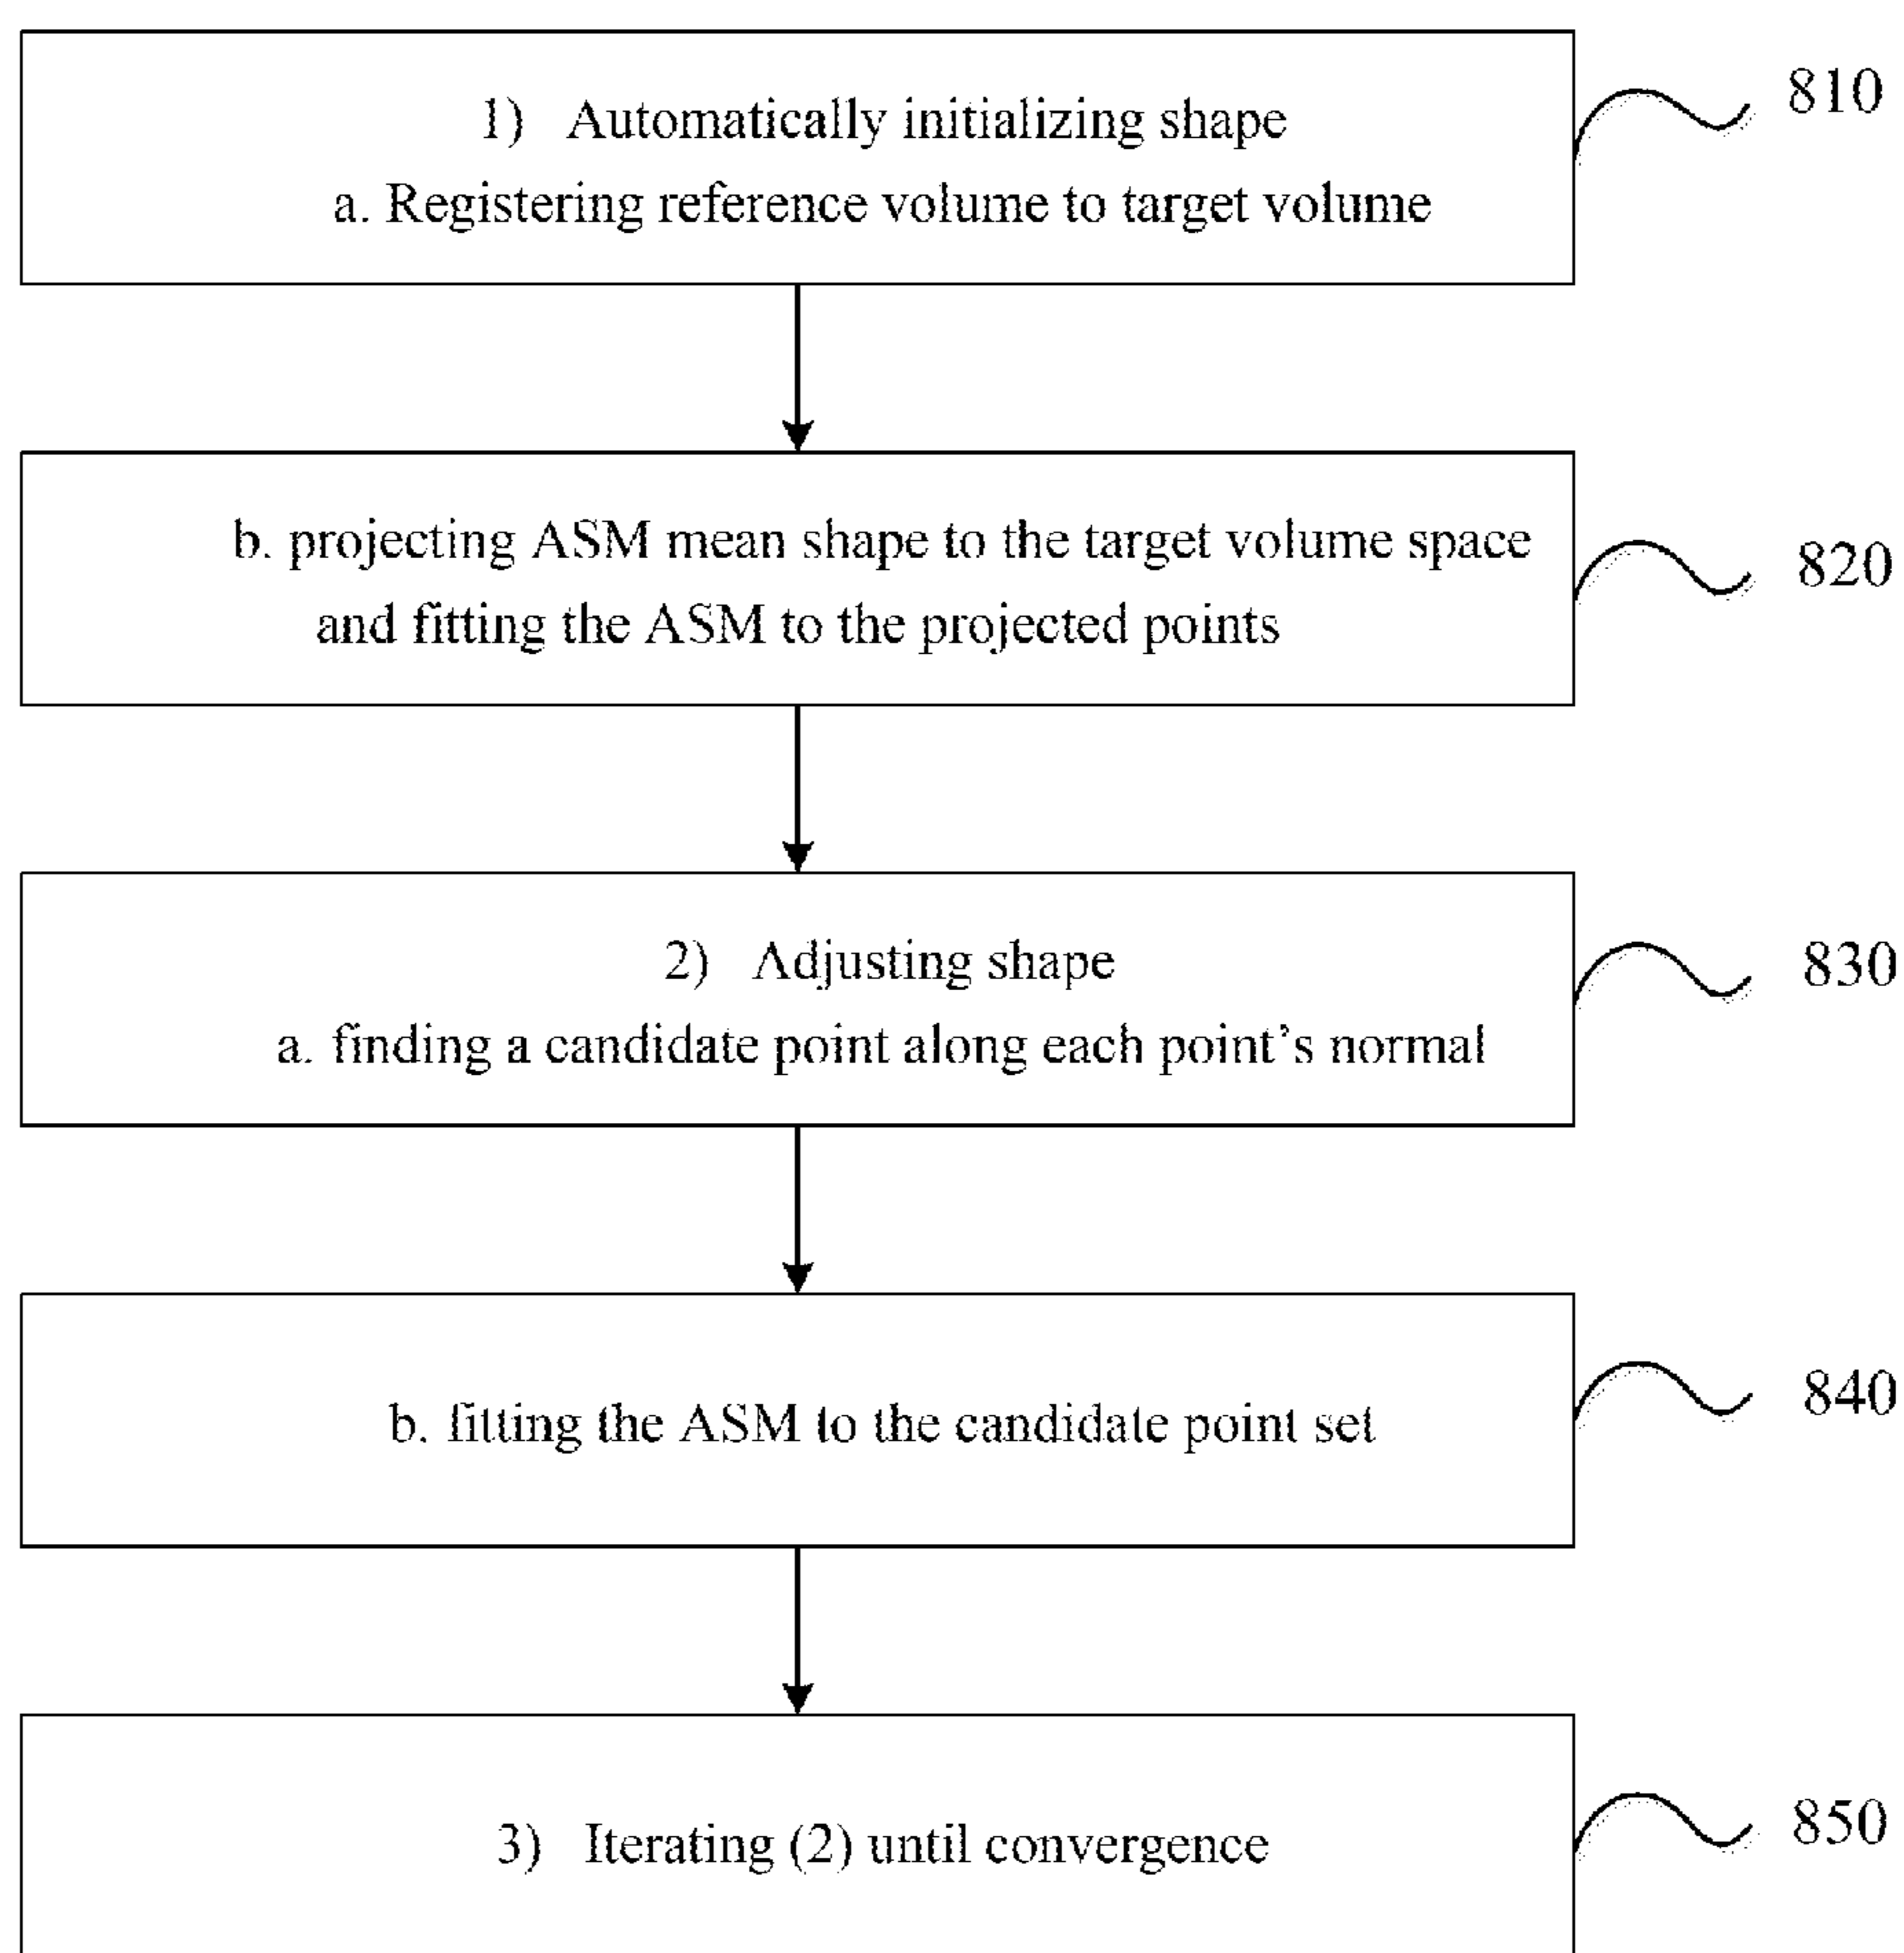 1) Automatically initializing shape
a. Registering reference volume to target volume
810
b. projecting ASM mean shape to the target volume space
and fitting the ASM to the projected points
820
2) Adjusting shape
a. finding a candidate point along each point's normal
830
b. fitting the ASM to the candidate point set
840
3) Iterating (2) until convergence
850